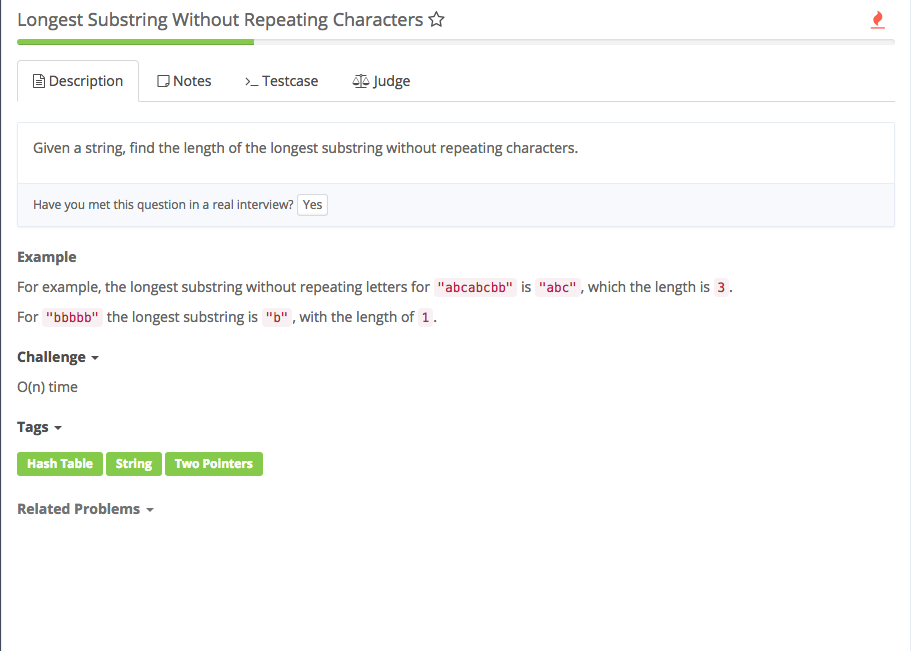 Longest Substring Without Repeating Characters
Description Notes >_ Testcase Judge
Given a string, find the length of the longest substring without repeating characters.
Have you met this question in a real interview? Yes
Example
For example, the longest substring without repeating letters for "abcabcbb" is "abc", which the length is 3.
For "bbbbb" the longest substring is "b", with the length of 1.
Challenge
O(n) time
Tags
Hash Table String Two Pointers
Related Problems